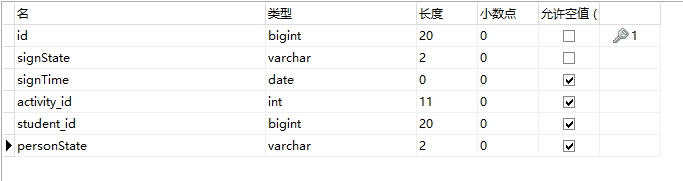 名 类型 长度 小数点 允许空值 (
id bigint 20 0 1
signState varchar 2 0
signTime date 0 0
activity_id int 11 0
student_id bigint 20 0
personState varchar 2 0